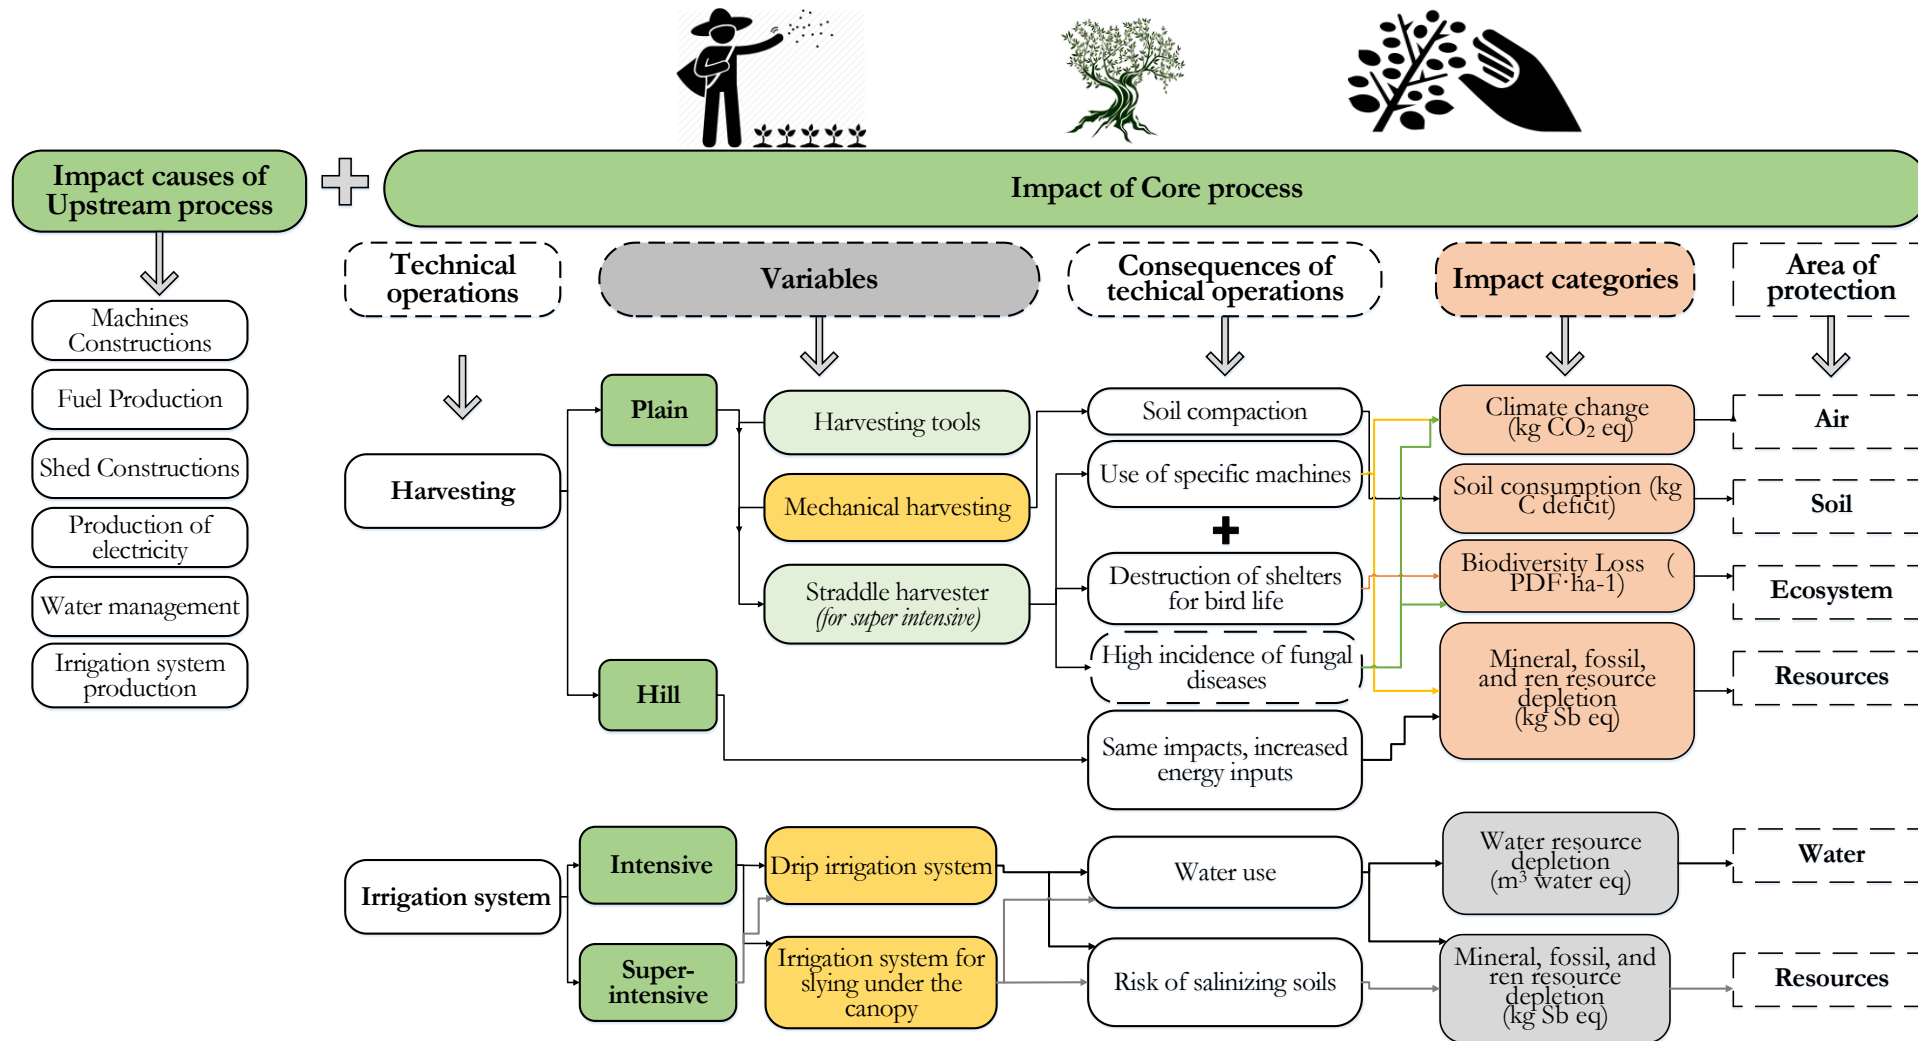 Impact causes of
Upstream process
Impact of Core process
Technical
operations
Variables
Consequences of
techical operations
Impact categories
Area of
protection
Machines
Constructions
Fuel Production
Shed Constructions
Production of
electricity
Water management
Irrigation system
production
Harvesting
Plain
Hill
Harvesting tools
Mechanical harvesting
Straddle harvester
(for super intensive)
Soil compaction
Use of specific machines
Destruction of shelters
for bird life
High incidence of fungal
diseases
Same impacts, increased
energy inputs
Climate change
(kg CO₂ eq)
Soil consumption (kg
C deficit)
Biodiversity Loss (
PDF·ha-1)
Mineral, fossil,
and ren resource
depletion
(kg Sb eq)
Air
Soil
Ecosystem
Resources
Irrigation system
Intensive
Super-
intensive
Drip irrigation system
Irrigation system for
slying under the
canopy
Water use
Risk of salinizing soils
Water resource
depletion
(m³ water eq)
Mineral, fossil, and
ren resource
depletion
(kg Sb eq)
Water
Resources